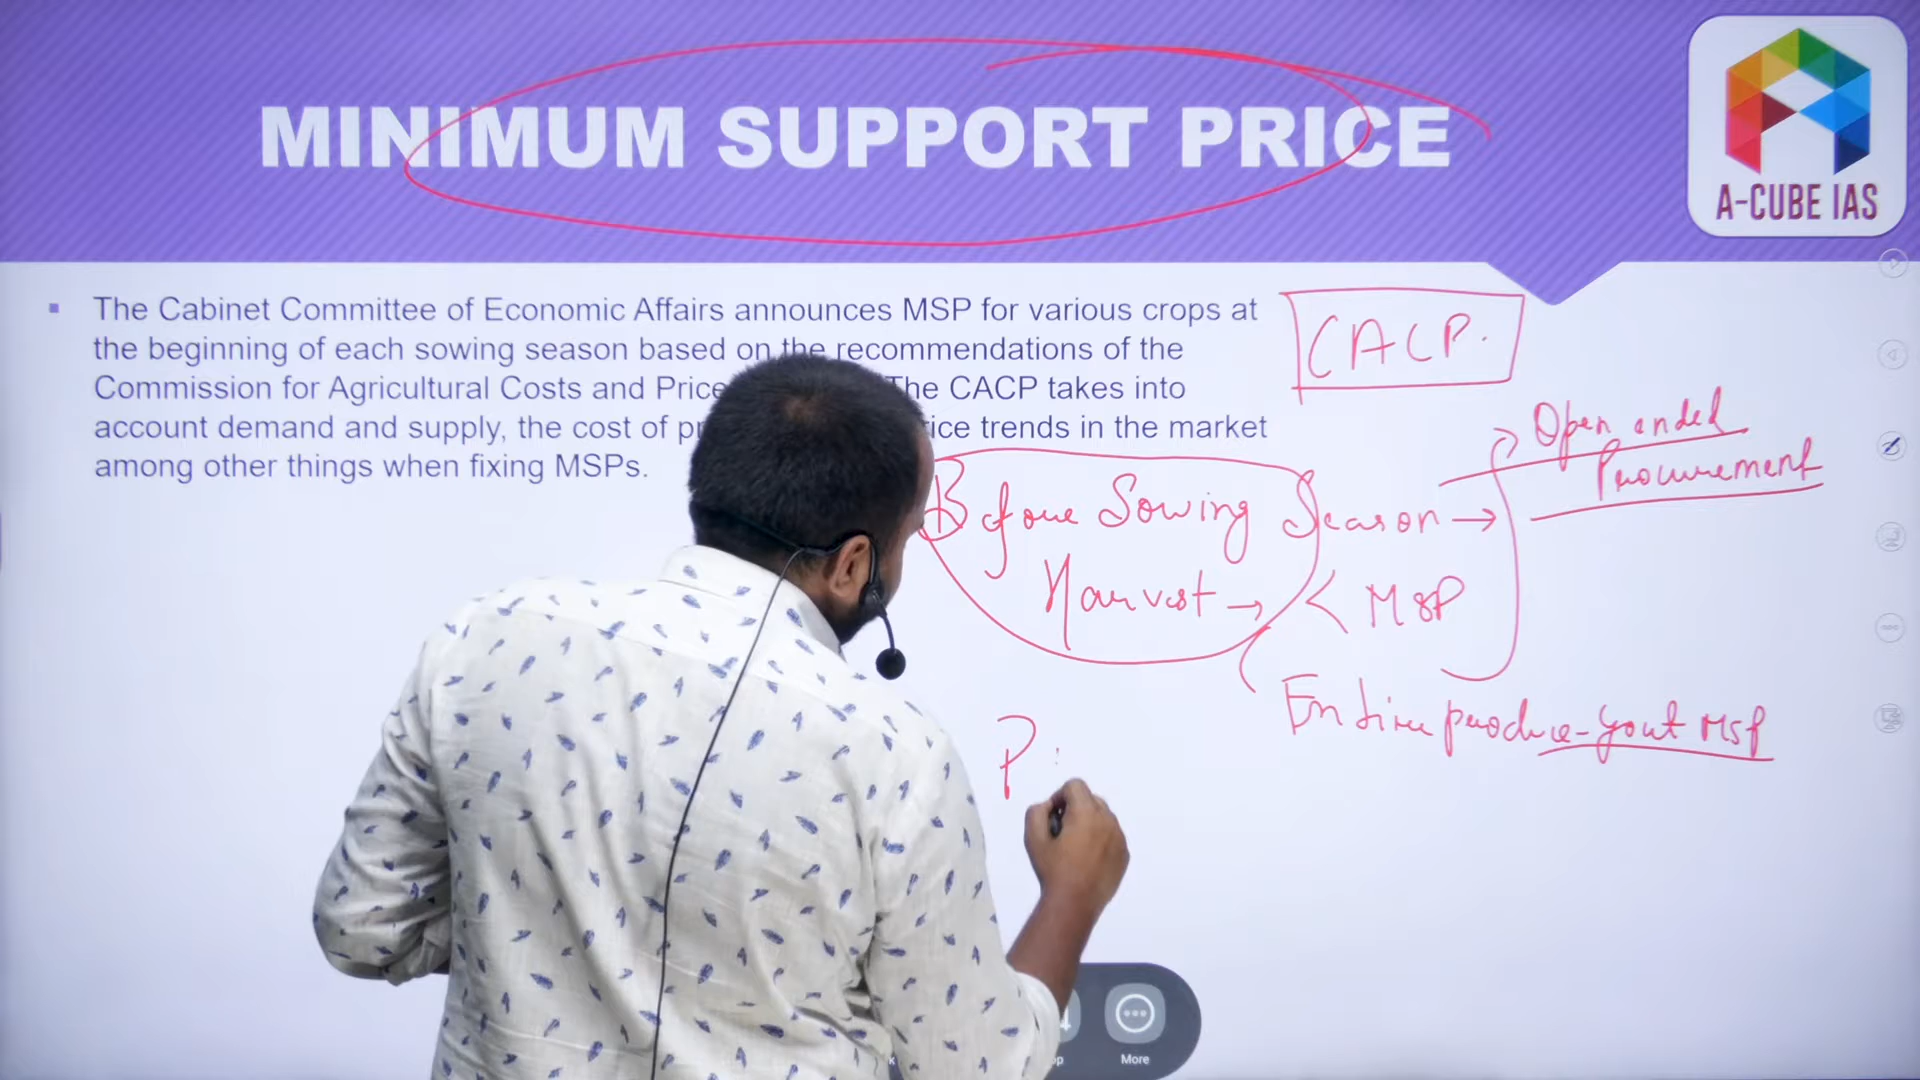 MINIMUM SUPPORT PRICE
A-CUBE IAS
The Cabinet Committee of Economic Affairs announces MSP for various crops at
the beginning of each sowing season based on the recommendations of the
Commission for Agricultural Costs and Price The CACP takes into
account demand and supply, the cost of pr ice trends in the market
among other things when fixing MSPs.
CACP.
Open ended
Procurement
Before Sowing Season →
Harvest → < MSP
Entire produce - govt MSP
P
More